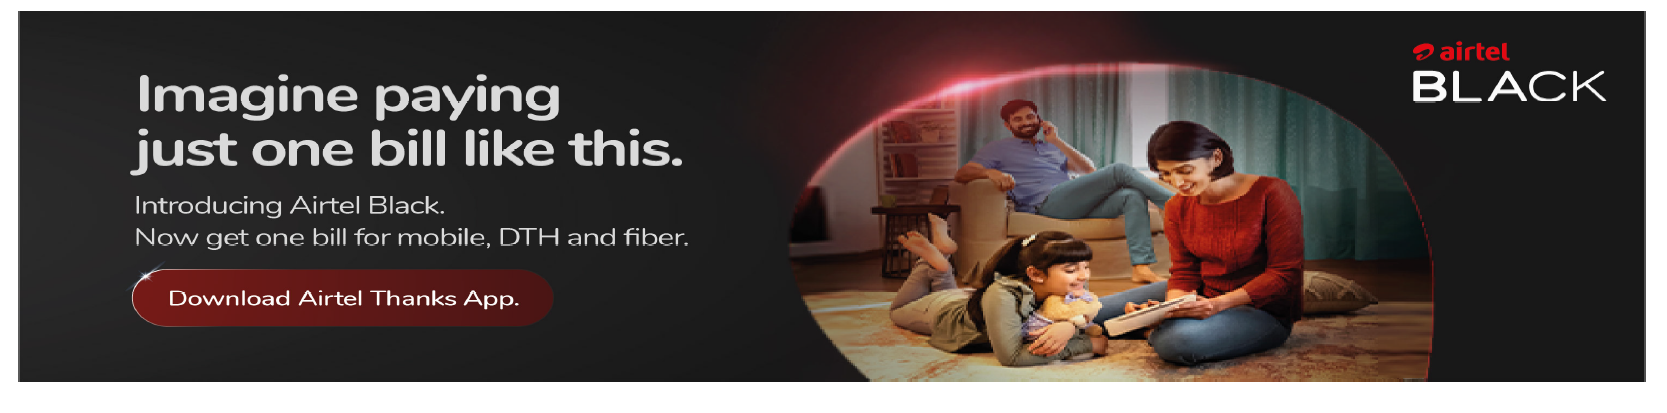 Imagine paying
just one bill like this.
Introducing Airtel Black.
Now get one bill for mobile, DTH and fiber.
Download Airtel Thanks App.
airtel
BLACK